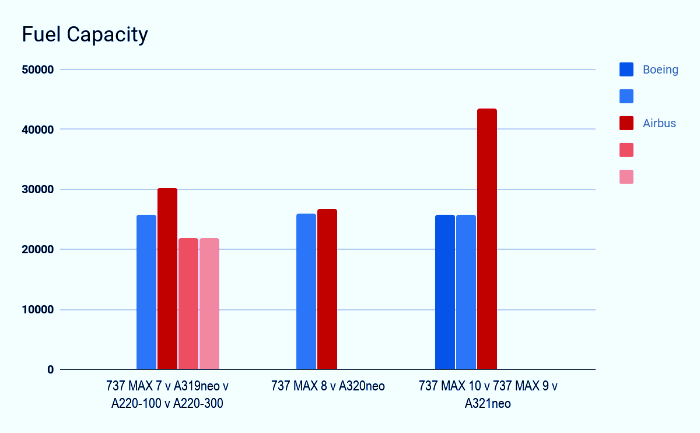 Fuel Capacity
50000
40000
30000
20000
10000
0
737 MAX 7 v A319neo v
A220-100 v A220-300
737 MAX 8 v A320neo
737 MAX 10 v 737 MAX 9 v
A321neo
Boeing
Airbus